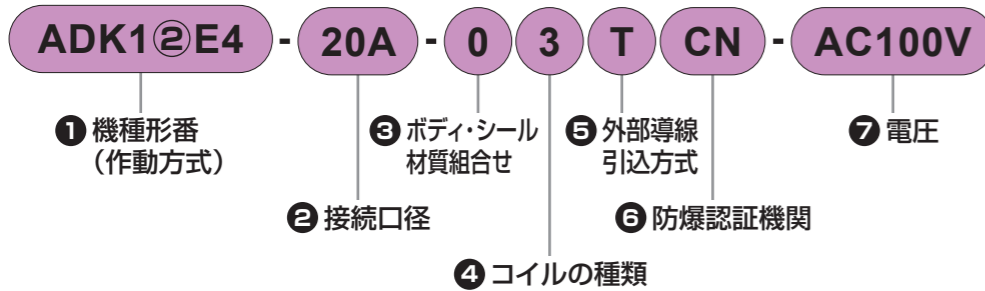 ADK1②E4 - 20A - 0 3 T CN - AC100V
❶ 機種形番
（作動方式）
❷ 接続口径
❸ ボディ・シール
材質組合せ
❹ コイルの種類
❺ 外部導線
引込方式
❻ 防爆認証機関
❼ 電圧